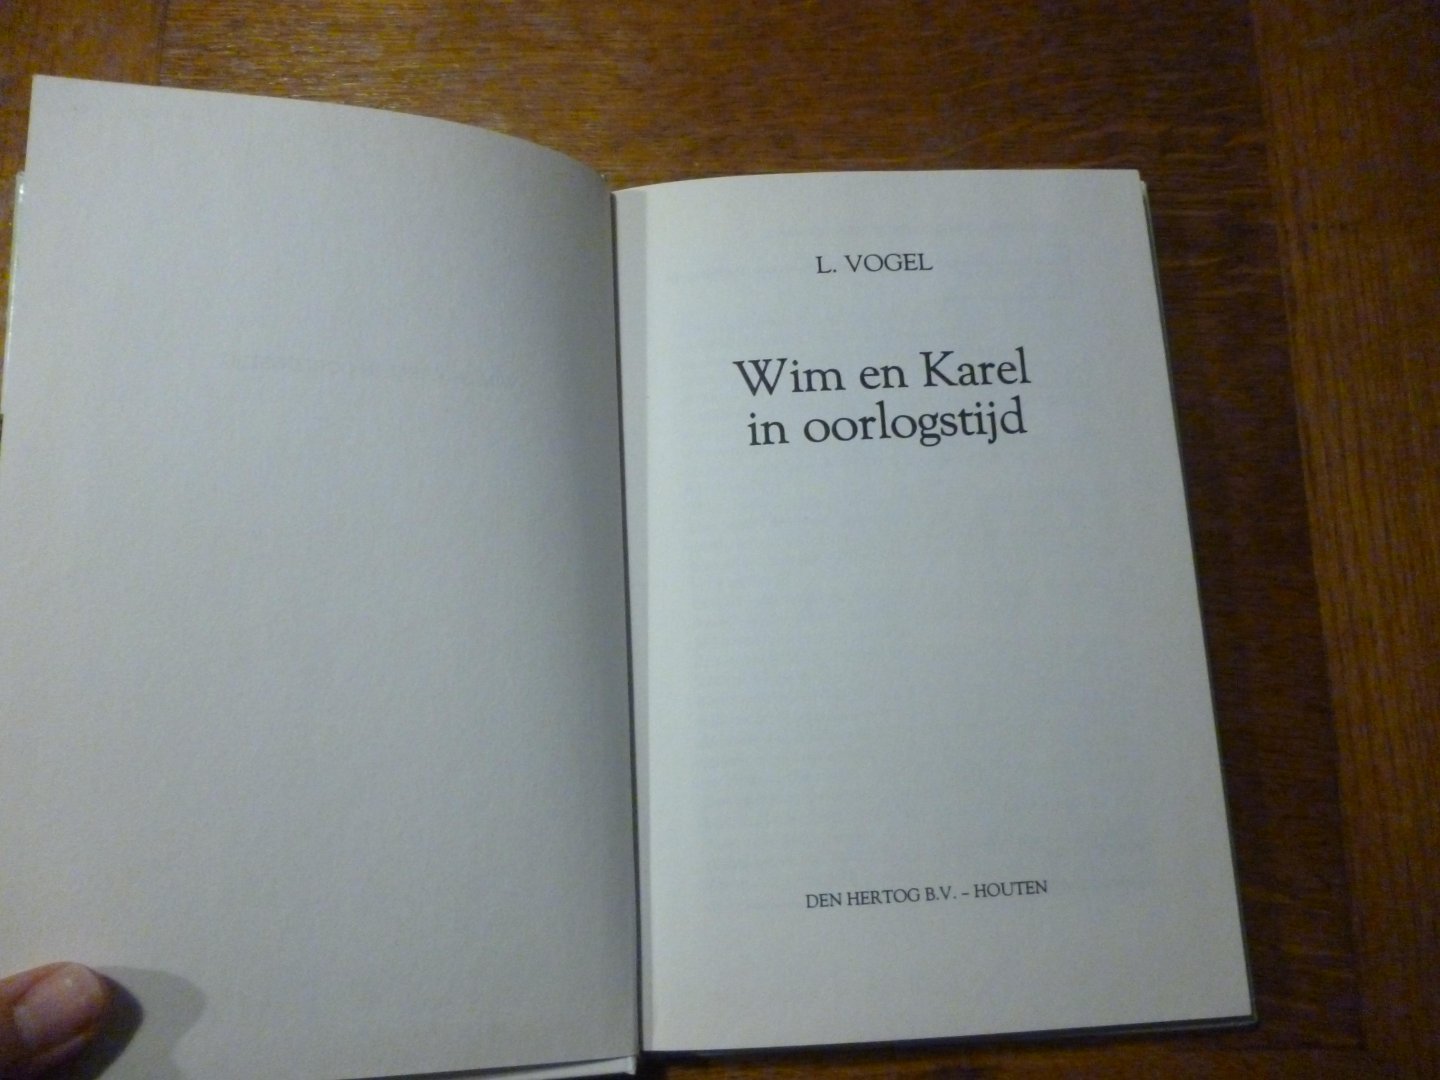 L. VOGEL
Wim en Karel
in oorlogstijd
DEN HERTOG B.V. – HOUTEN